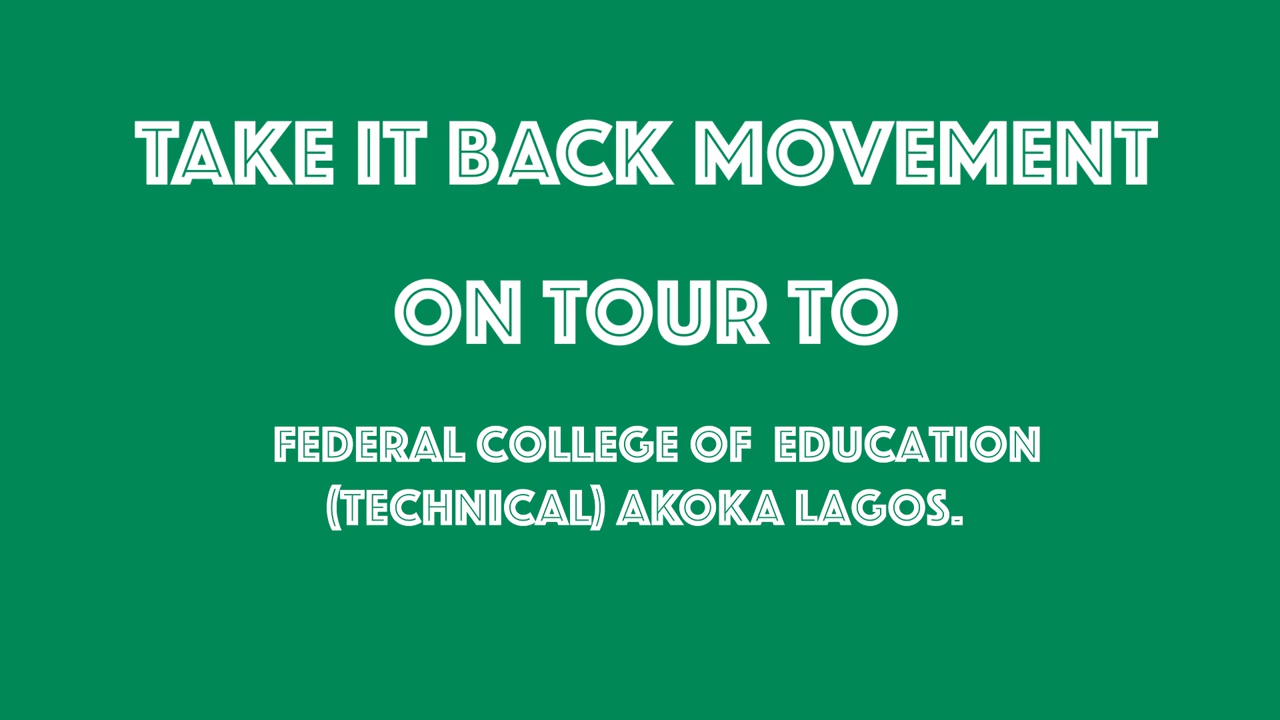 TAKE IT BACK MOVEMENT
ON TOUR TO
FEDERAL COLLEGE OF EDUCATION
(TECHNICAL) AKOKA LAGOS.